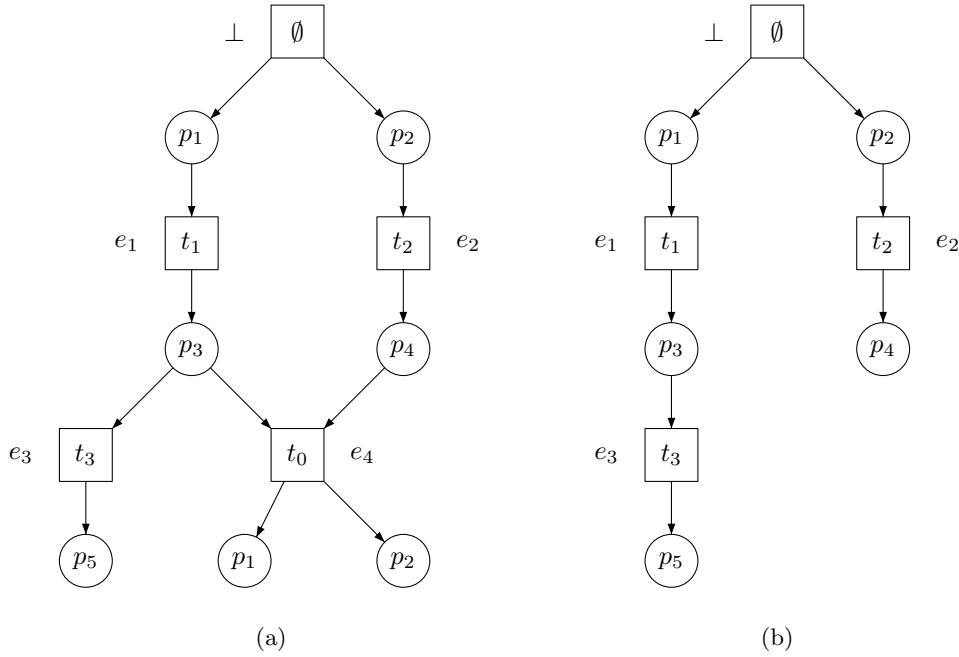 ⊥ ∅ ⊥ ∅
p₁ p₂ p₁ p₂
e₁ t₁ t₂ e₂ e₁ t₁ t₂ e₂
p₃ p₄ p₃ p₄
e₃ t₃ t₀ e₄ e₃ t₃
p₅ p₁ p₂ p₅
(a) (b)